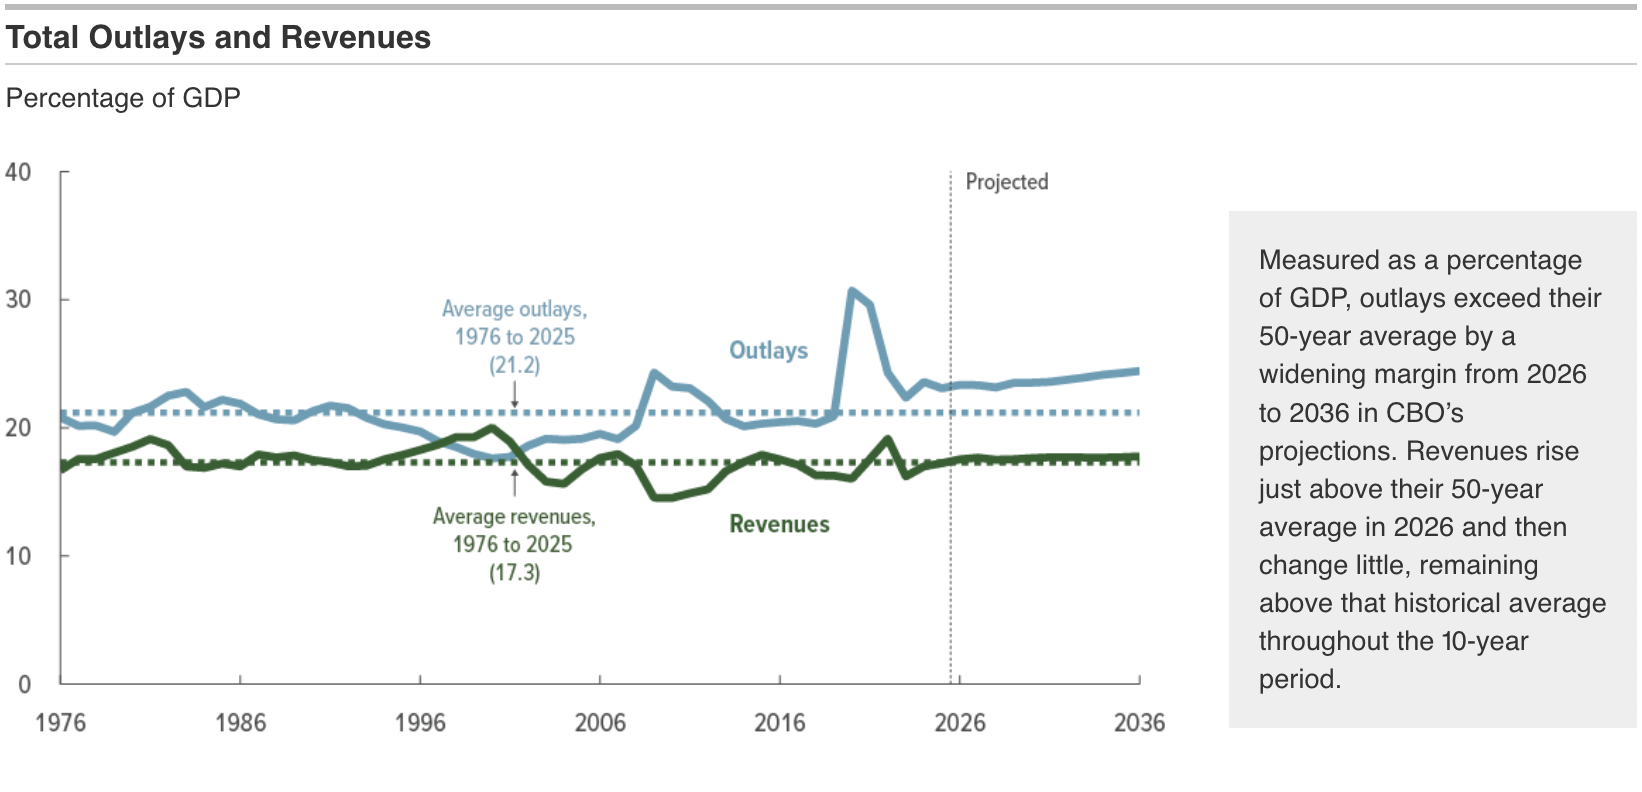 Total Outlays and Revenues
Percentage of GDP
40
30
20
10
0
Projected
Average outlays,
1976 to 2025
(21.2)
Outlays
Average revenues,
1976 to 2025
(17.3)
Revenues
1976
1986
1996
2006
2016
2026
2036
Measured as a percentage
of GDP, outlays exceed their
50-year average by a
widening margin from 2026
to 2036 in CBO’s
projections. Revenues rise
just above their 50-year
average in 2026 and then
change little, remaining
above that historical average
throughout the 10-year
period.